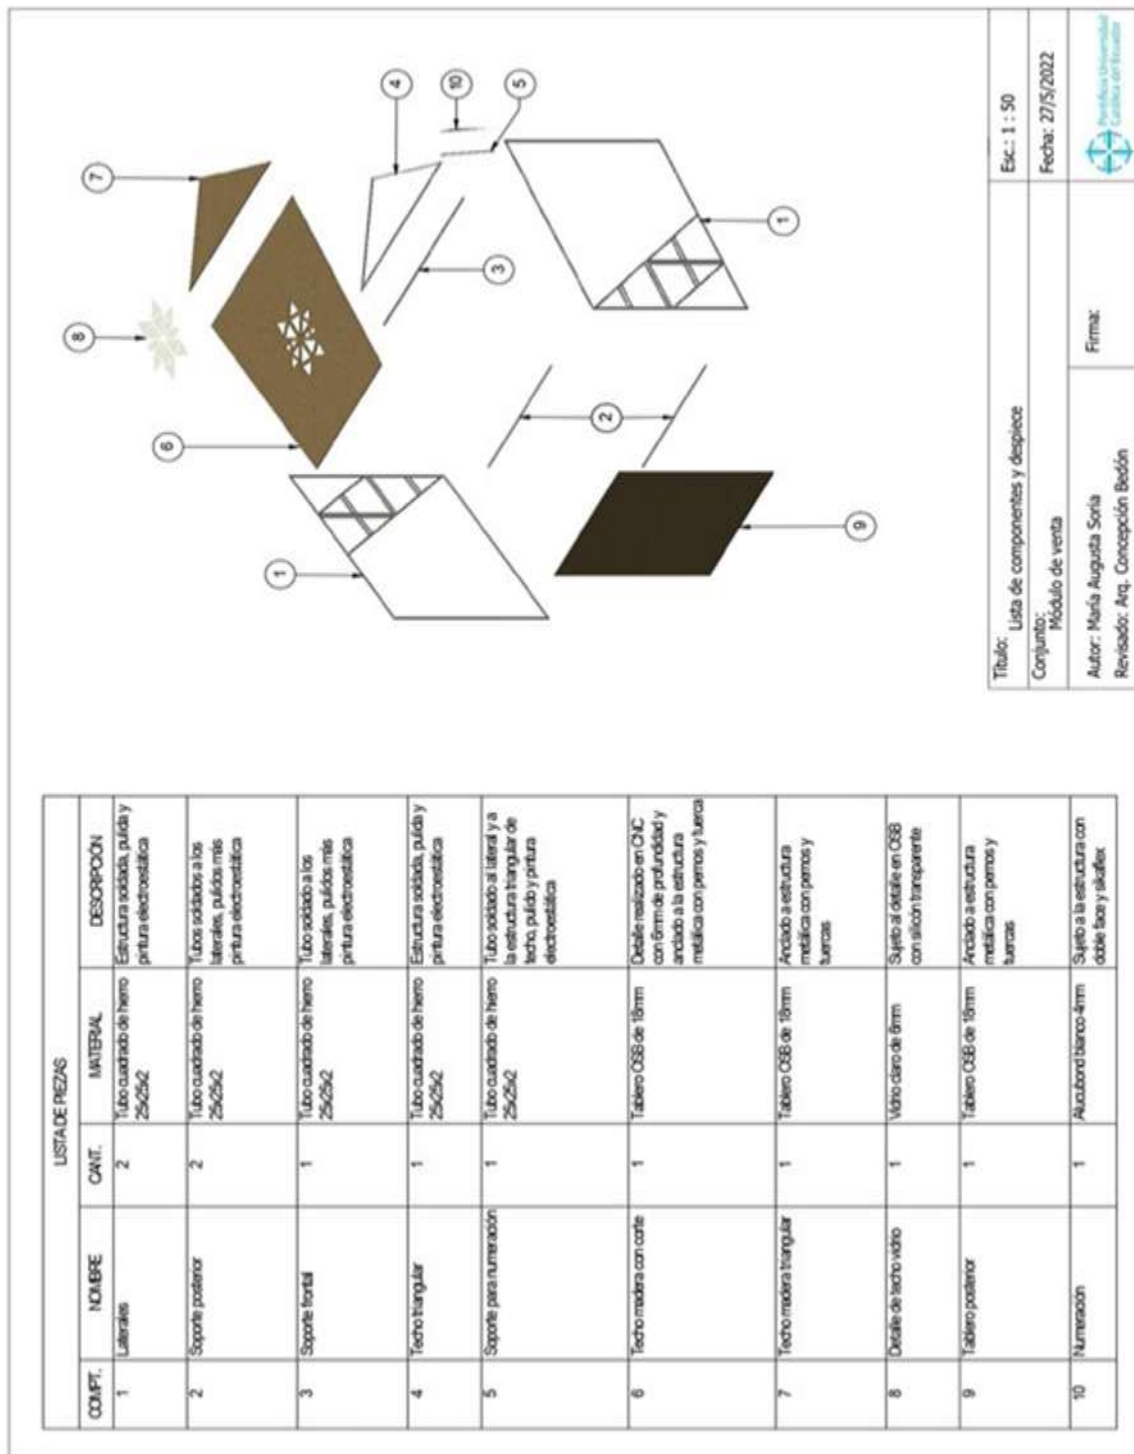 LISTA DE PIEZAS
COMPT.
NOMBRE
CANT.
MATERIAL
DESCRIPCIÓN
1
Laterales
2
Tubo cuadrado de hierro
25x25x2
Estructura soldada, pulida y
pintura electroestática
2
Soporte posterior
2
Tubo cuadrado de hierro
25x25x2
Tubos soldados a los
laterales, pulidos más
pintura electroestática
3
Soporte frontal
1
Tubo cuadrado de hierro
25x25x2
Tubo soldado a los
laterales, pulidos más
pintura electroestática
4
Techo triangular
1
Tubo cuadrado de hierro
25x25x2
Estructura soldada, pulida y
pintura electroestática
5
Soporte para numeración
1
Tubo cuadrado de hierro
25x25x2
Tubo soldado al lateral y a
la estructura triangular de
techo, pulido y pintura
electroestática
6
Techo madera con corte
1
Tablero OSB de 18mm
Detalle realizado en CNC
con 6mm de profundidad y
anclado a la estructura
metálica con pernos y tuerca
7
Techo madera triangular
1
Tablero OSB de 18mm
Anclado a estructura
metálica con pernos y
tuercas
8
Detalle de techo vidrio
1
Vidrio claro de 6mm
Sujeto al detalle en OSB
con silicón transparente
9
Tablero posterior
1
Tablero OSB de 18mm
Anclado a estructura
metálica con pernos y
tuercas
10
Numeración
1
Alucubond blanco 4mm
Sujeto a la estructura con
doble face y sikaflex
8
7
6
4
10
5
3
1
2
1
9
Título:
Lista de componentes y despiece
Esc.: 1 : 50
Conjunto:
Módulo de venta
Fecha: 27/5/2022
Autor: María Augusta Soria
Revisado: Arq. Concepción Bedón
Firma:
Pontificia Universidad
Católica del Ecuador